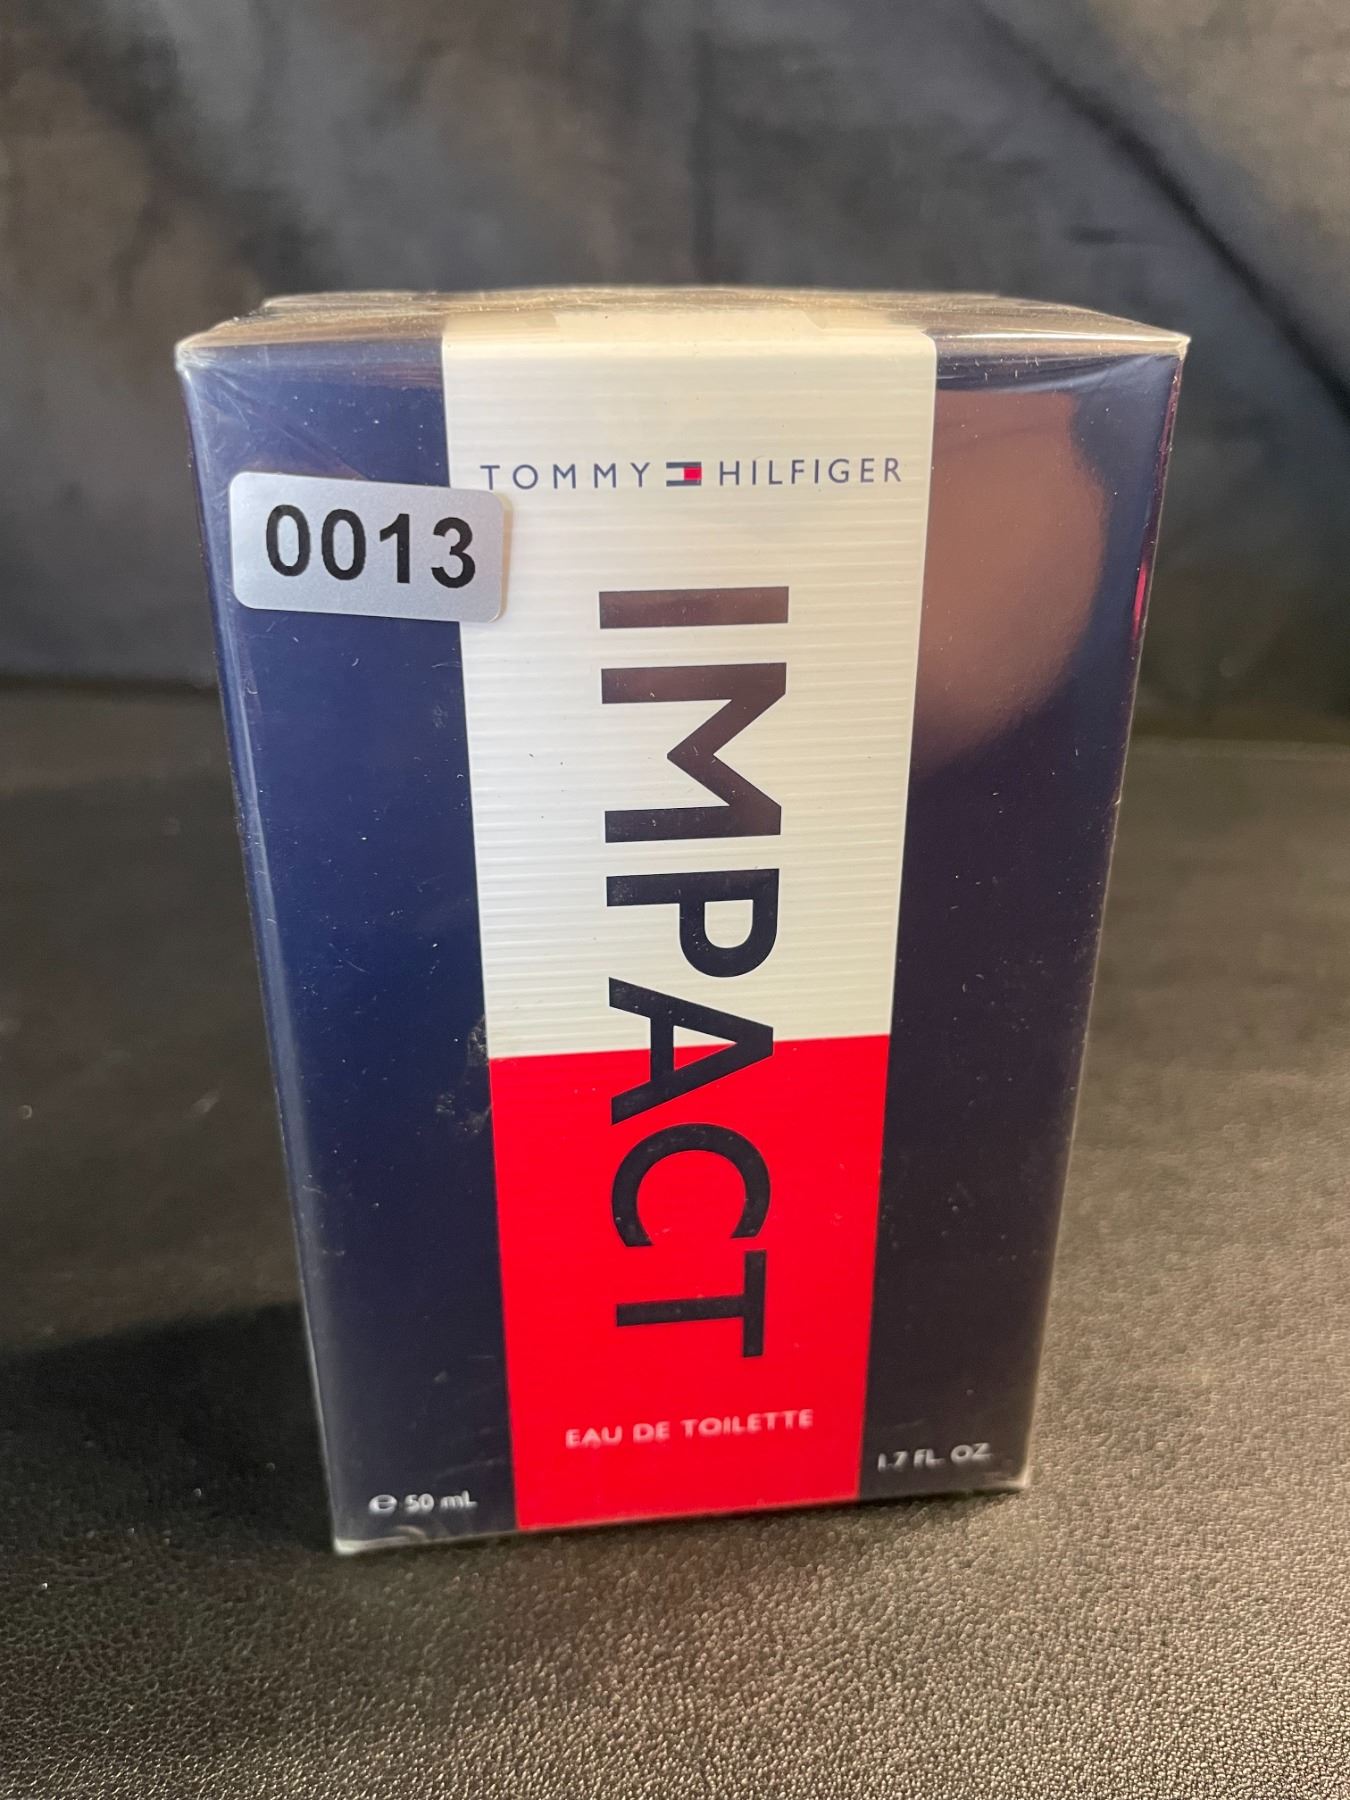 TOMMY HILFIGER
0013
IMPACT
EAU DE TOILETTE
℮ 50 mL
1.7 FL OZ